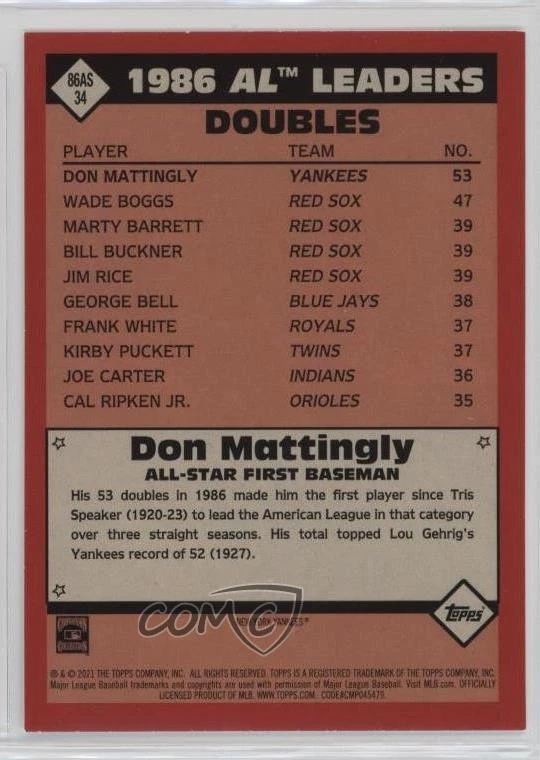 86AS
34
1986 AL™ LEADERS
DOUBLES
PLAYER TEAM NO.
DON MATTINGLY YANKEES 53
WADE BOGGS RED SOX 47
MARTY BARRETT RED SOX 39
BILL BUCKNER RED SOX 39
JIM RICE RED SOX 39
GEORGE BELL BLUE JAYS 38
FRANK WHITE ROYALS 37
KIRBY PUCKETT TWINS 37
JOE CARTER INDIANS 36
CAL RIPKEN JR. ORIOLES 35
Don Mattingly
ALL-STAR FIRST BASEMAN
His 53 doubles in 1986 made him the first player since Tris
Speaker (1920-23) to lead the American League in that category
over three straight seasons. His total topped Lou Gehrig's
Yankees record of 52 (1927).
Topps®
COMC
NEW YORK YANKEES®
COOPERSTOWN
COLLECTION
® & © 2021 THE TOPPS COMPANY, INC. ALL RIGHTS RESERVED. TOPPS IS A REGISTERED TRADEMARK OF THE TOPPS COMPANY, INC.
Major League Baseball trademarks and copyrights are used with permission of Major League Baseball. Visit MLB.com. OFFICIALLY
LICENSED PRODUCT OF MLB. WWW.TOPPS.COM. CODE#CMP045479.